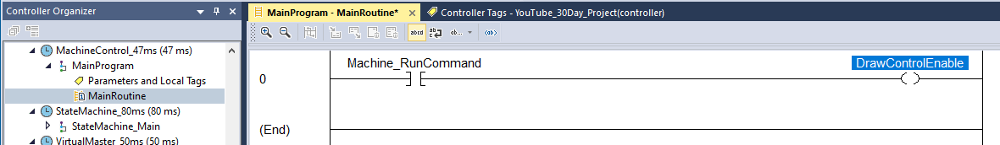 Controller Organizer
MainProgram - MainRoutine*
Controller Tags - YouTube_30Day_Project(controller)
abcd
ab...
<ab>
MachineControl_47ms (47 ms)
MainProgram
Parameters and Local Tags
MainRoutine
StateMachine_80ms (80 ms)
StateMachine_Main
VirtualMaster_50ms (50 ms)
Machine_RunCommand
DrawControlEnable
0
(End)